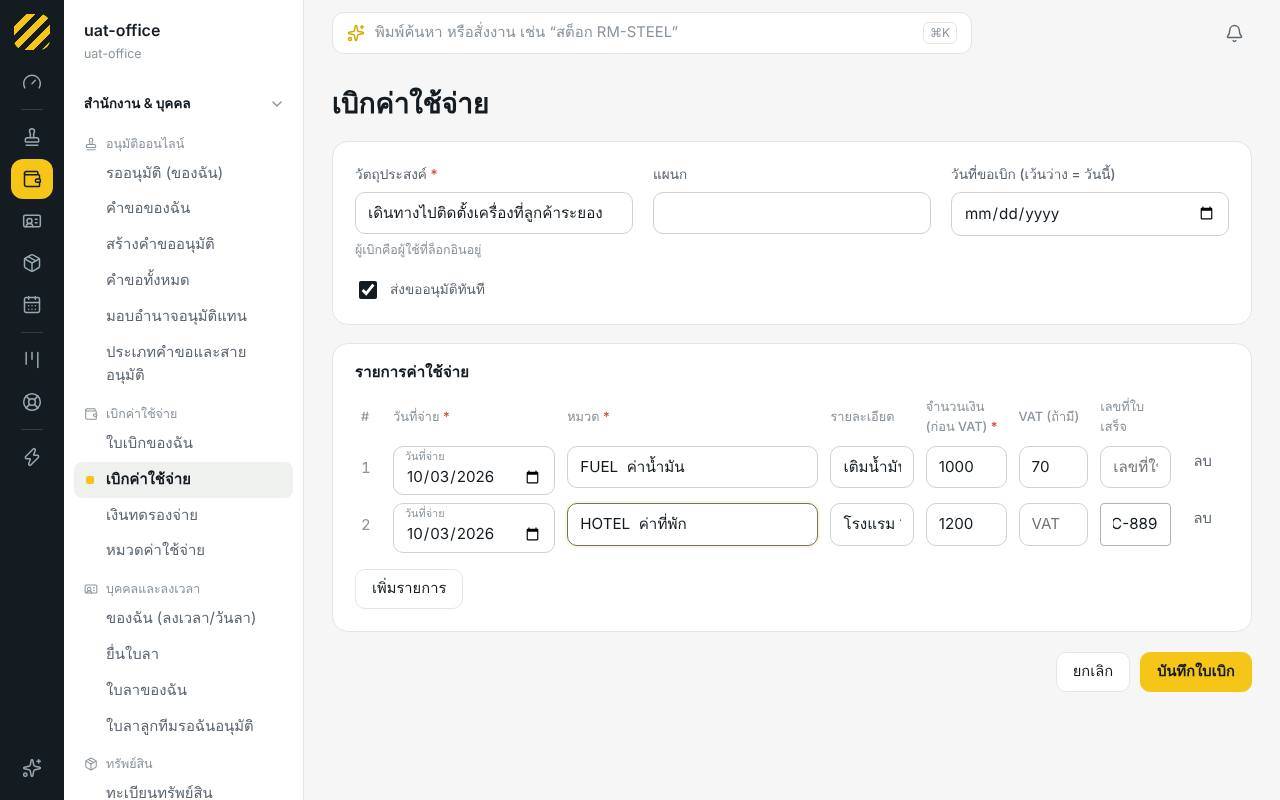 uat-office
uat-office
สำนักงาน & บุคคล
อนุมัติออนไลน์
รออนุมัติ (ของฉัน)
คำขอของฉัน
สร้างคำขออนุมัติ
คำขอทั้งหมด
มอบอำนาจอนุมัติแทน
ประเภทคำขอและสาย
อนุมัติ
เบิกค่าใช้จ่าย
ใบเบิกของฉัน
เบิกค่าใช้จ่าย
เงินทดรองจ่าย
หมวดค่าใช้จ่าย
บุคคลและลงเวลา
ของฉัน (ลงเวลา/วันลา)
ยื่นใบลา
ใบลาของฉัน
ใบลาลูกทีมรอฉันอนุมัติ
ทรัพย์สิน
ทะเบียนทรัพย์สิน
พิมพ์ค้นหา หรือสั่งงาน เช่น “สต็อก RM-STEEL”
⌘K
เบิกค่าใช้จ่าย
วัตถุประสงค์ *
แผนก
วันที่ขอเบิก (เว้นว่าง = วันนี้)
เดินทางไปติดตั้งเครื่องที่ลูกค้าระยอง
mm/dd/yyyy
ผู้เบิกคือผู้ใช้ที่ล็อกอินอยู่
ส่งขออนุมัติทันที
รายการค่าใช้จ่าย
# วันที่จ่าย * หมวด * รายละเอียด จำนวนเงิน (ก่อน VAT) * VAT (ถ้ามี) เลขที่ใบเสร็จ
วันที่จ่าย
1 10/03/2026 FUEL ค่าน้ำมัน เติมน้ำมั 1000 70 เลขที่ใ ลบ
วันที่จ่าย
2 10/03/2026 HOTEL ค่าที่พัก โรงแรม 1200 VAT C-889 ลบ
เพิ่มรายการ
ยกเลิก
บันทึกใบเบิก